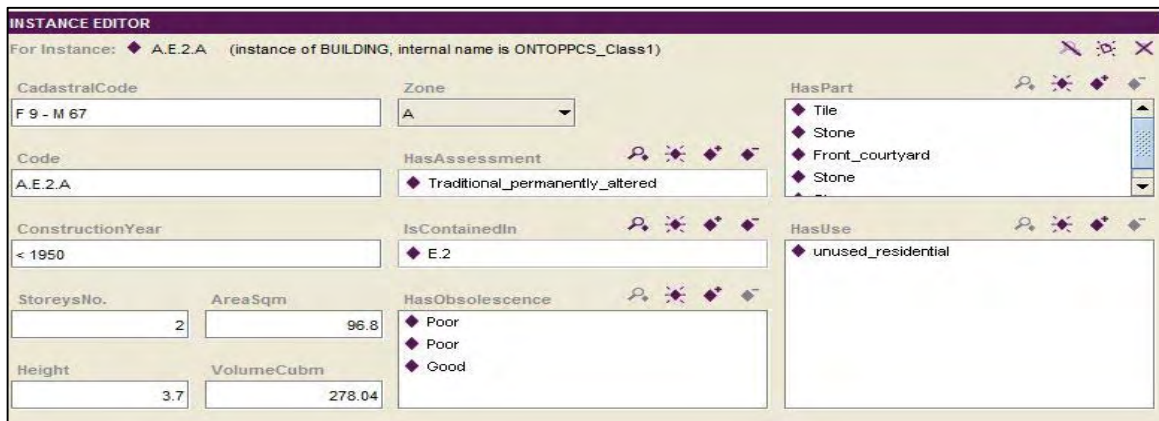 INSTANCE EDITOR
For Instance: A.E.2.A (instance of BUILDING, internal name is ONTOPPCS_Class1)
CadastralCode
F 9 - M 67
Code
A.E.2.A
ConstructionYear
< 1950
StoreysNo. AreaSqm
2 96.8
Height VolumeCubm
3.7 278.04
Zone
A
HasAssessment
Traditional_permanently_altered
IsContainedIn
E.2
HasObsolescence
Poor
Poor
Good
HasPart
Tile
Stone
Front_courtyard
Stone
HasUse
unused_residential